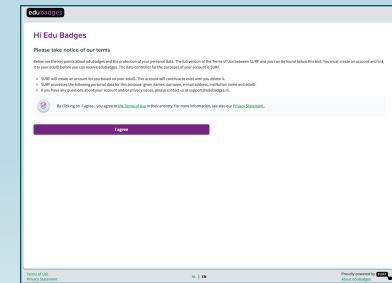 edubadges
Hi Edu Badges
Please take notice of our terms
Below are the key points about edubadges and the protection of your personal data. The full version of the Terms of Use between SURF and you can be found below this text. You must create an account and link
it to your eduID before you can receive edubadges. The data controller for the purposes of your account is SURF.
SURF will create an account for you based on your eduID. This account will continue to exist until you delete it.
SURF processes the following personal data for this purpose: given names, surname, e-mail address, institution name and eduID.
If you have any questions about your account and/or privacy issues, please contact us at support@edubadges.nl.
By clicking on -I agree-, you agree to the Terms of Use in their entirety. For more information, see also our Privacy Statement.
I agree
Terms of Use
NL | EN
Proudly powered by SURF
Privacy Statement
About edubadges